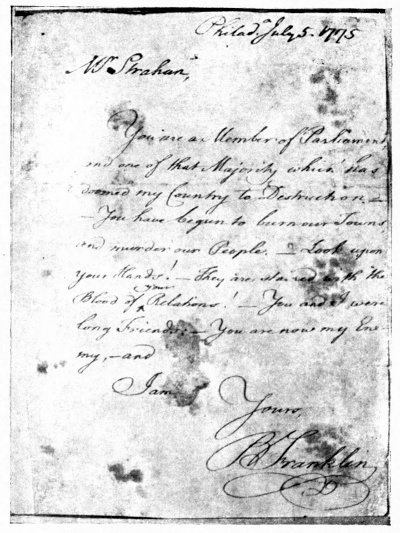 Philad.ᵃ July 5. 1775
Mʳ Strahan,
You are a Member of Parliament
and one of that Majority which has
doomed my Country to Destruction.—
—You have begun to burn our Towns
and murder our People. — Look upon
your Hands! — They are stained with the
Blood of your Relations! — You and I were
long Friends:— You are now my Ene-
my,—and
I am
Yours,
B Franklin